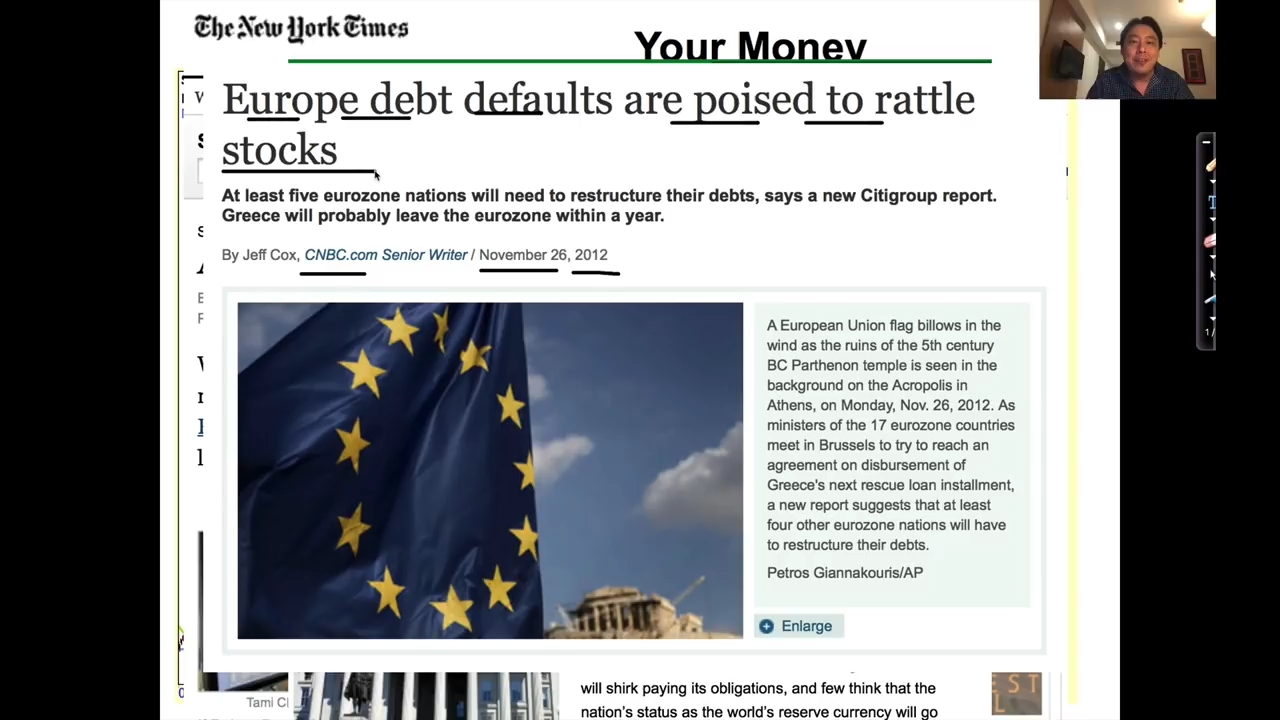 The New York Times
Your Money
Europe debt defaults are poised to rattle
stocks
At least five eurozone nations will need to restructure their debts, says a new Citigroup report.
Greece will probably leave the eurozone within a year.
By Jeff Cox, CNBC.com Senior Writer / November 26, 2012
A European Union flag billows in the
wind as the ruins of the 5th century
BC Parthenon temple is seen in the
background on the Acropolis in
Athens, on Monday, Nov. 26, 2012. As
ministers of the 17 eurozone countries
meet in Brussels to try to reach an
agreement on disbursement of
Greece's next rescue loan installment,
a new report suggests that at least
four other eurozone nations will have
to restructure their debts.
Petros Giannakouris/AP
Enlarge
will shirk paying its obligations, and few think that the
nation's status as the world's reserve currency will go